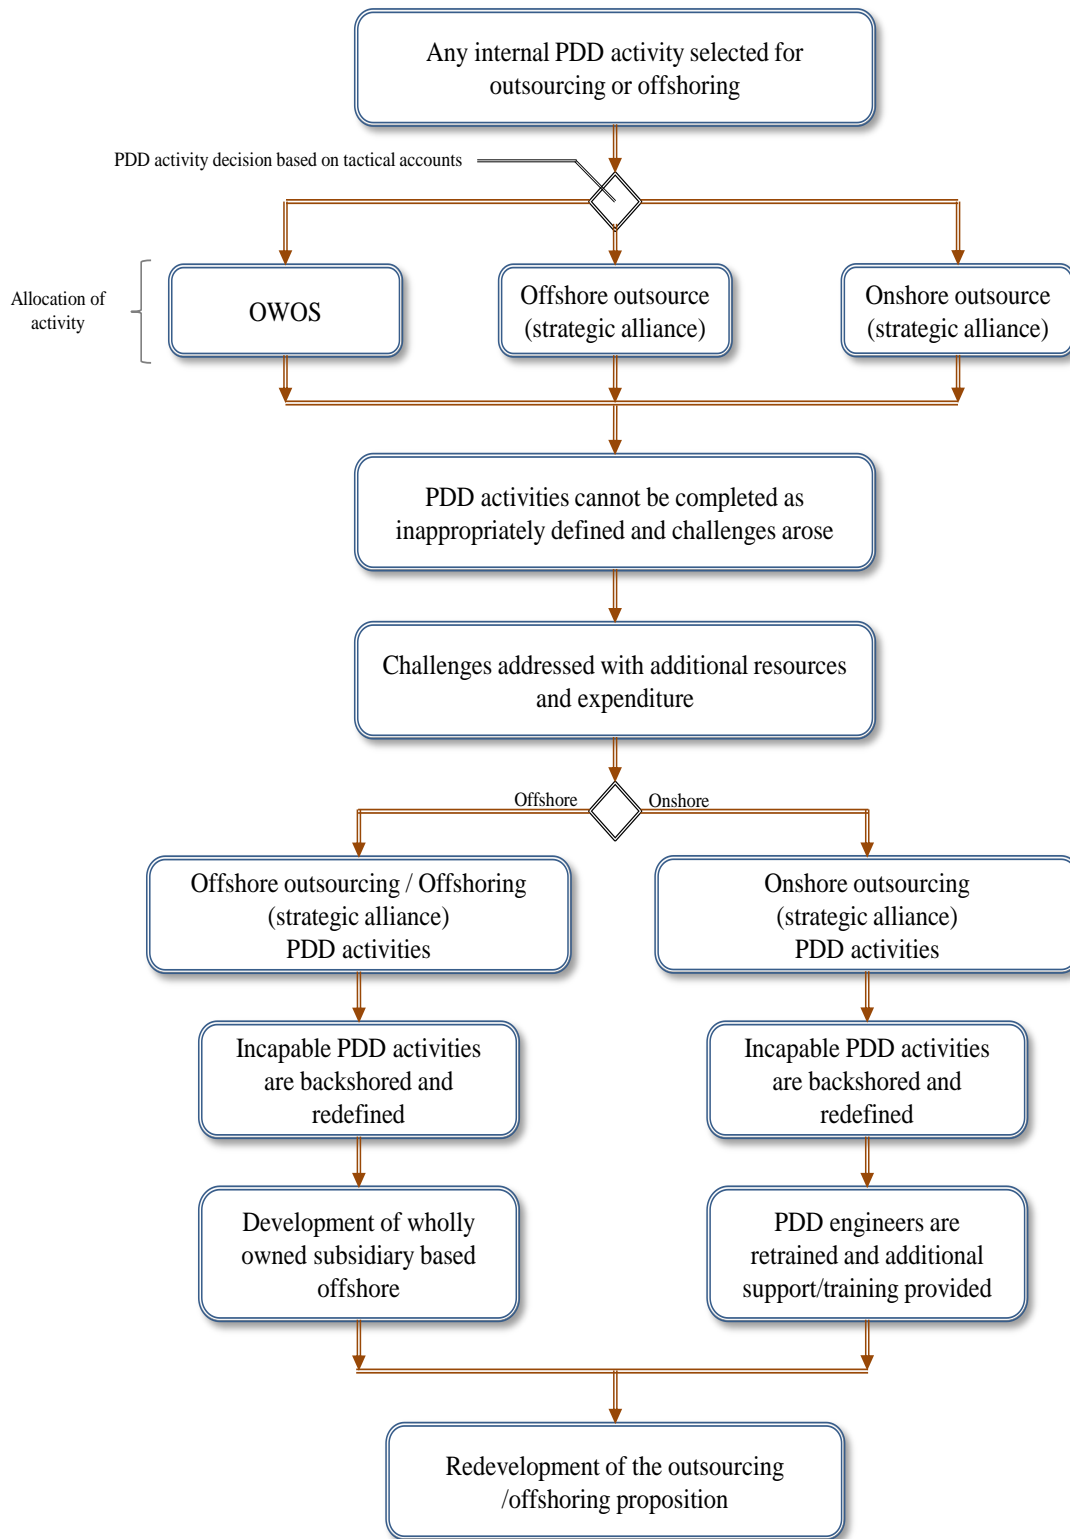 Any internal PDD activity selected for
outsourcing or offshoring
PDD activity decision based on tactical accounts
Allocation of
activity
OWOS
Offshore outsource
(strategic alliance)
Onshore outsource
(strategic alliance)
PDD activities cannot be completed as
inappropriately defined and challenges arose
Challenges addressed with additional resources
and expenditure
Offshore
Onshore
Offshore outsourcing / Offshoring
(strategic alliance)
PDD activities
Onshore outsourcing
(strategic alliance)
PDD activities
Incapable PDD activities
are backshored and
redefined
Incapable PDD activities
are backshored and
redefined
Development of wholly
owned subsidiary based
offshore
PDD engineers are
retrained and additional
support/training provided
Redevelopment of the outsourcing
/offshoring proposition